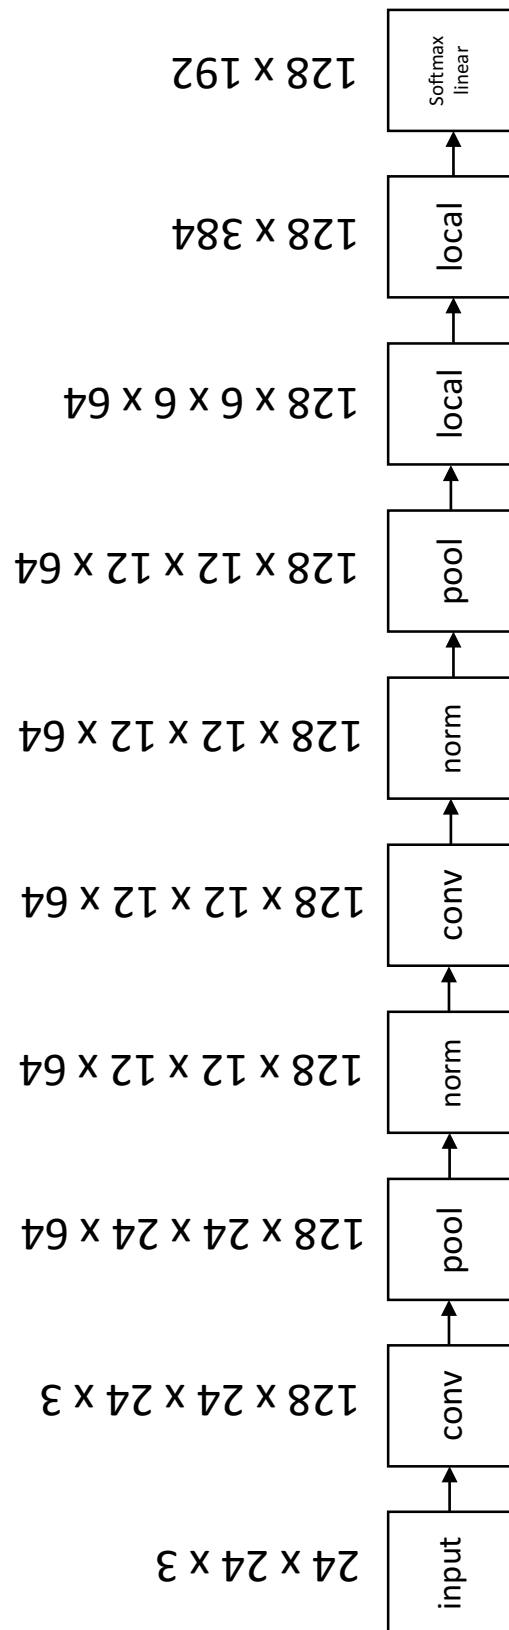 128 x 192
Softmax
linear
128 x 384
local
128 x 6 x 6 x 64
local
128 x 12 x 12 x 64
pool
128 x 12 x 12 x 64
norm
128 x 12 x 12 x 64
conv
128 x 12 x 12 x 64
norm
128 x 24 x 24 x 64
pool
128 x 24 x 24 x 3
conv
24 x 24 x 3
input